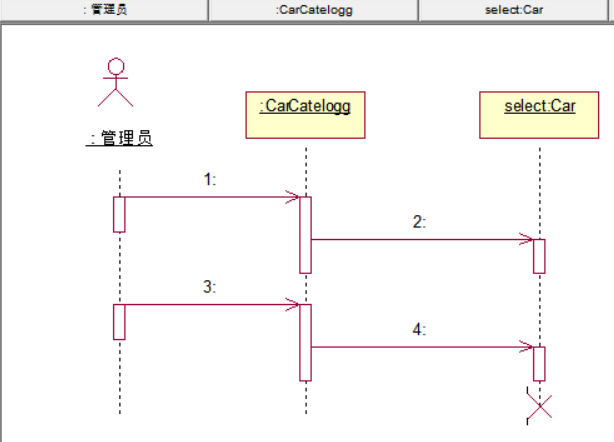 : 管理员
:CarCatelogg
select:Car
: 管理员
: CarCatelogg
select:Car
1:
2:
3:
4: